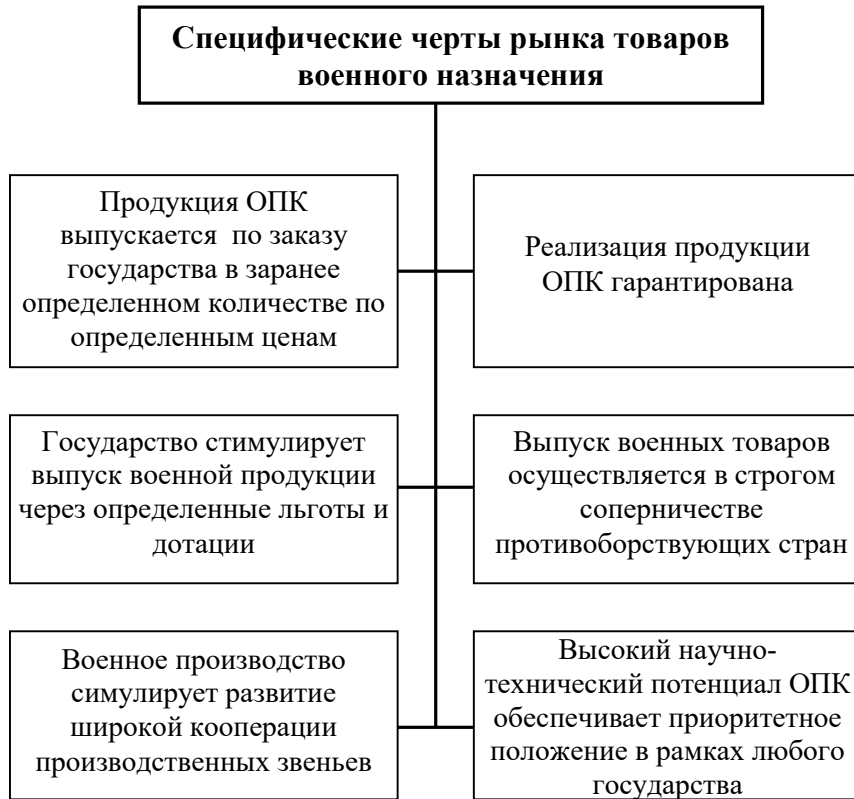 Специфические черты рынка товаров
военного назначения
Продукция ОПК
выпускается по заказу
государства в заранее
определенном количестве по
определенным ценам
Реализация продукции
ОПК гарантирована
Государство стимулирует
выпуск военной продукции
через определенные льготы и
дотации
Выпуск военных товаров
осуществляется в строгом
соперничестве
противоборствующих стран
Военное производство
симулирует развитие
широкой кооперации
производственных звеньев
Высокий научно-
технический потенциал ОПК
обеспечивает приоритетное
положение в рамках любого
государства